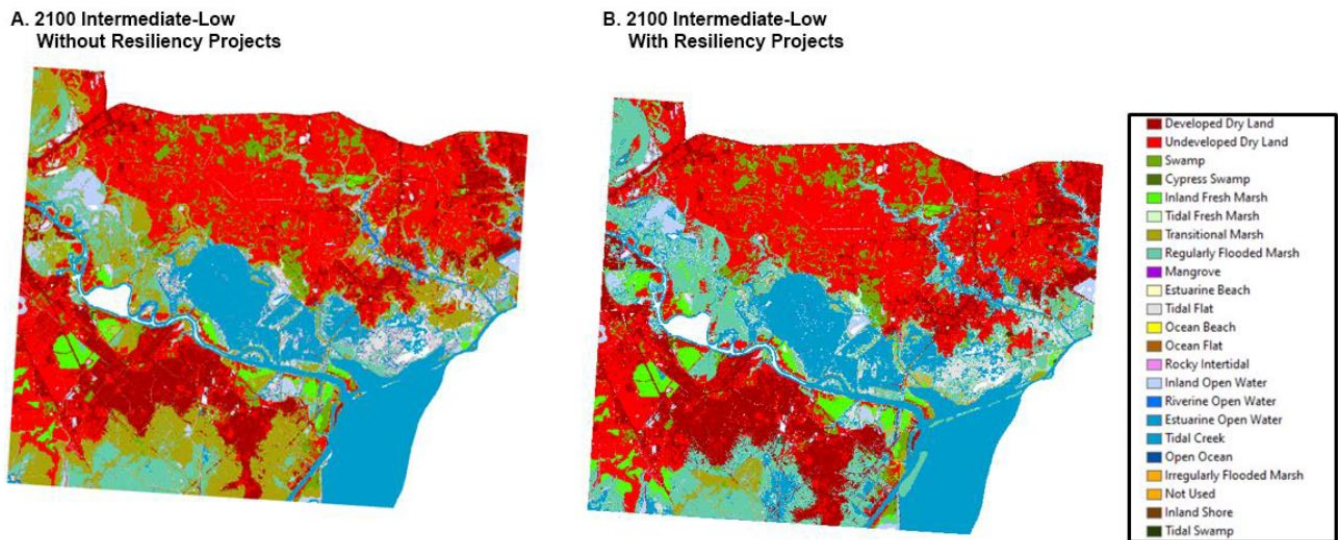 A. 2100 Intermediate-Low
Without Resiliency Projects
B. 2100 Intermediate-Low
With Resiliency Projects
Developed Dry Land
Undeveloped Dry Land
Swamp
Cypress Swamp
Inland Fresh Marsh
Tidal Fresh Marsh
Transitional Marsh
Regularly Flooded Marsh
Mangrove
Estuarine Beach
Tidal Flat
Ocean Beach
Ocean Flat
Rocky Intertidal
Inland Open Water
Riverine Open Water
Estuarine Open Water
Tidal Creek
Open Ocean
Irregularly Flooded Marsh
Not Used
Inland Shore
Tidal Swamp